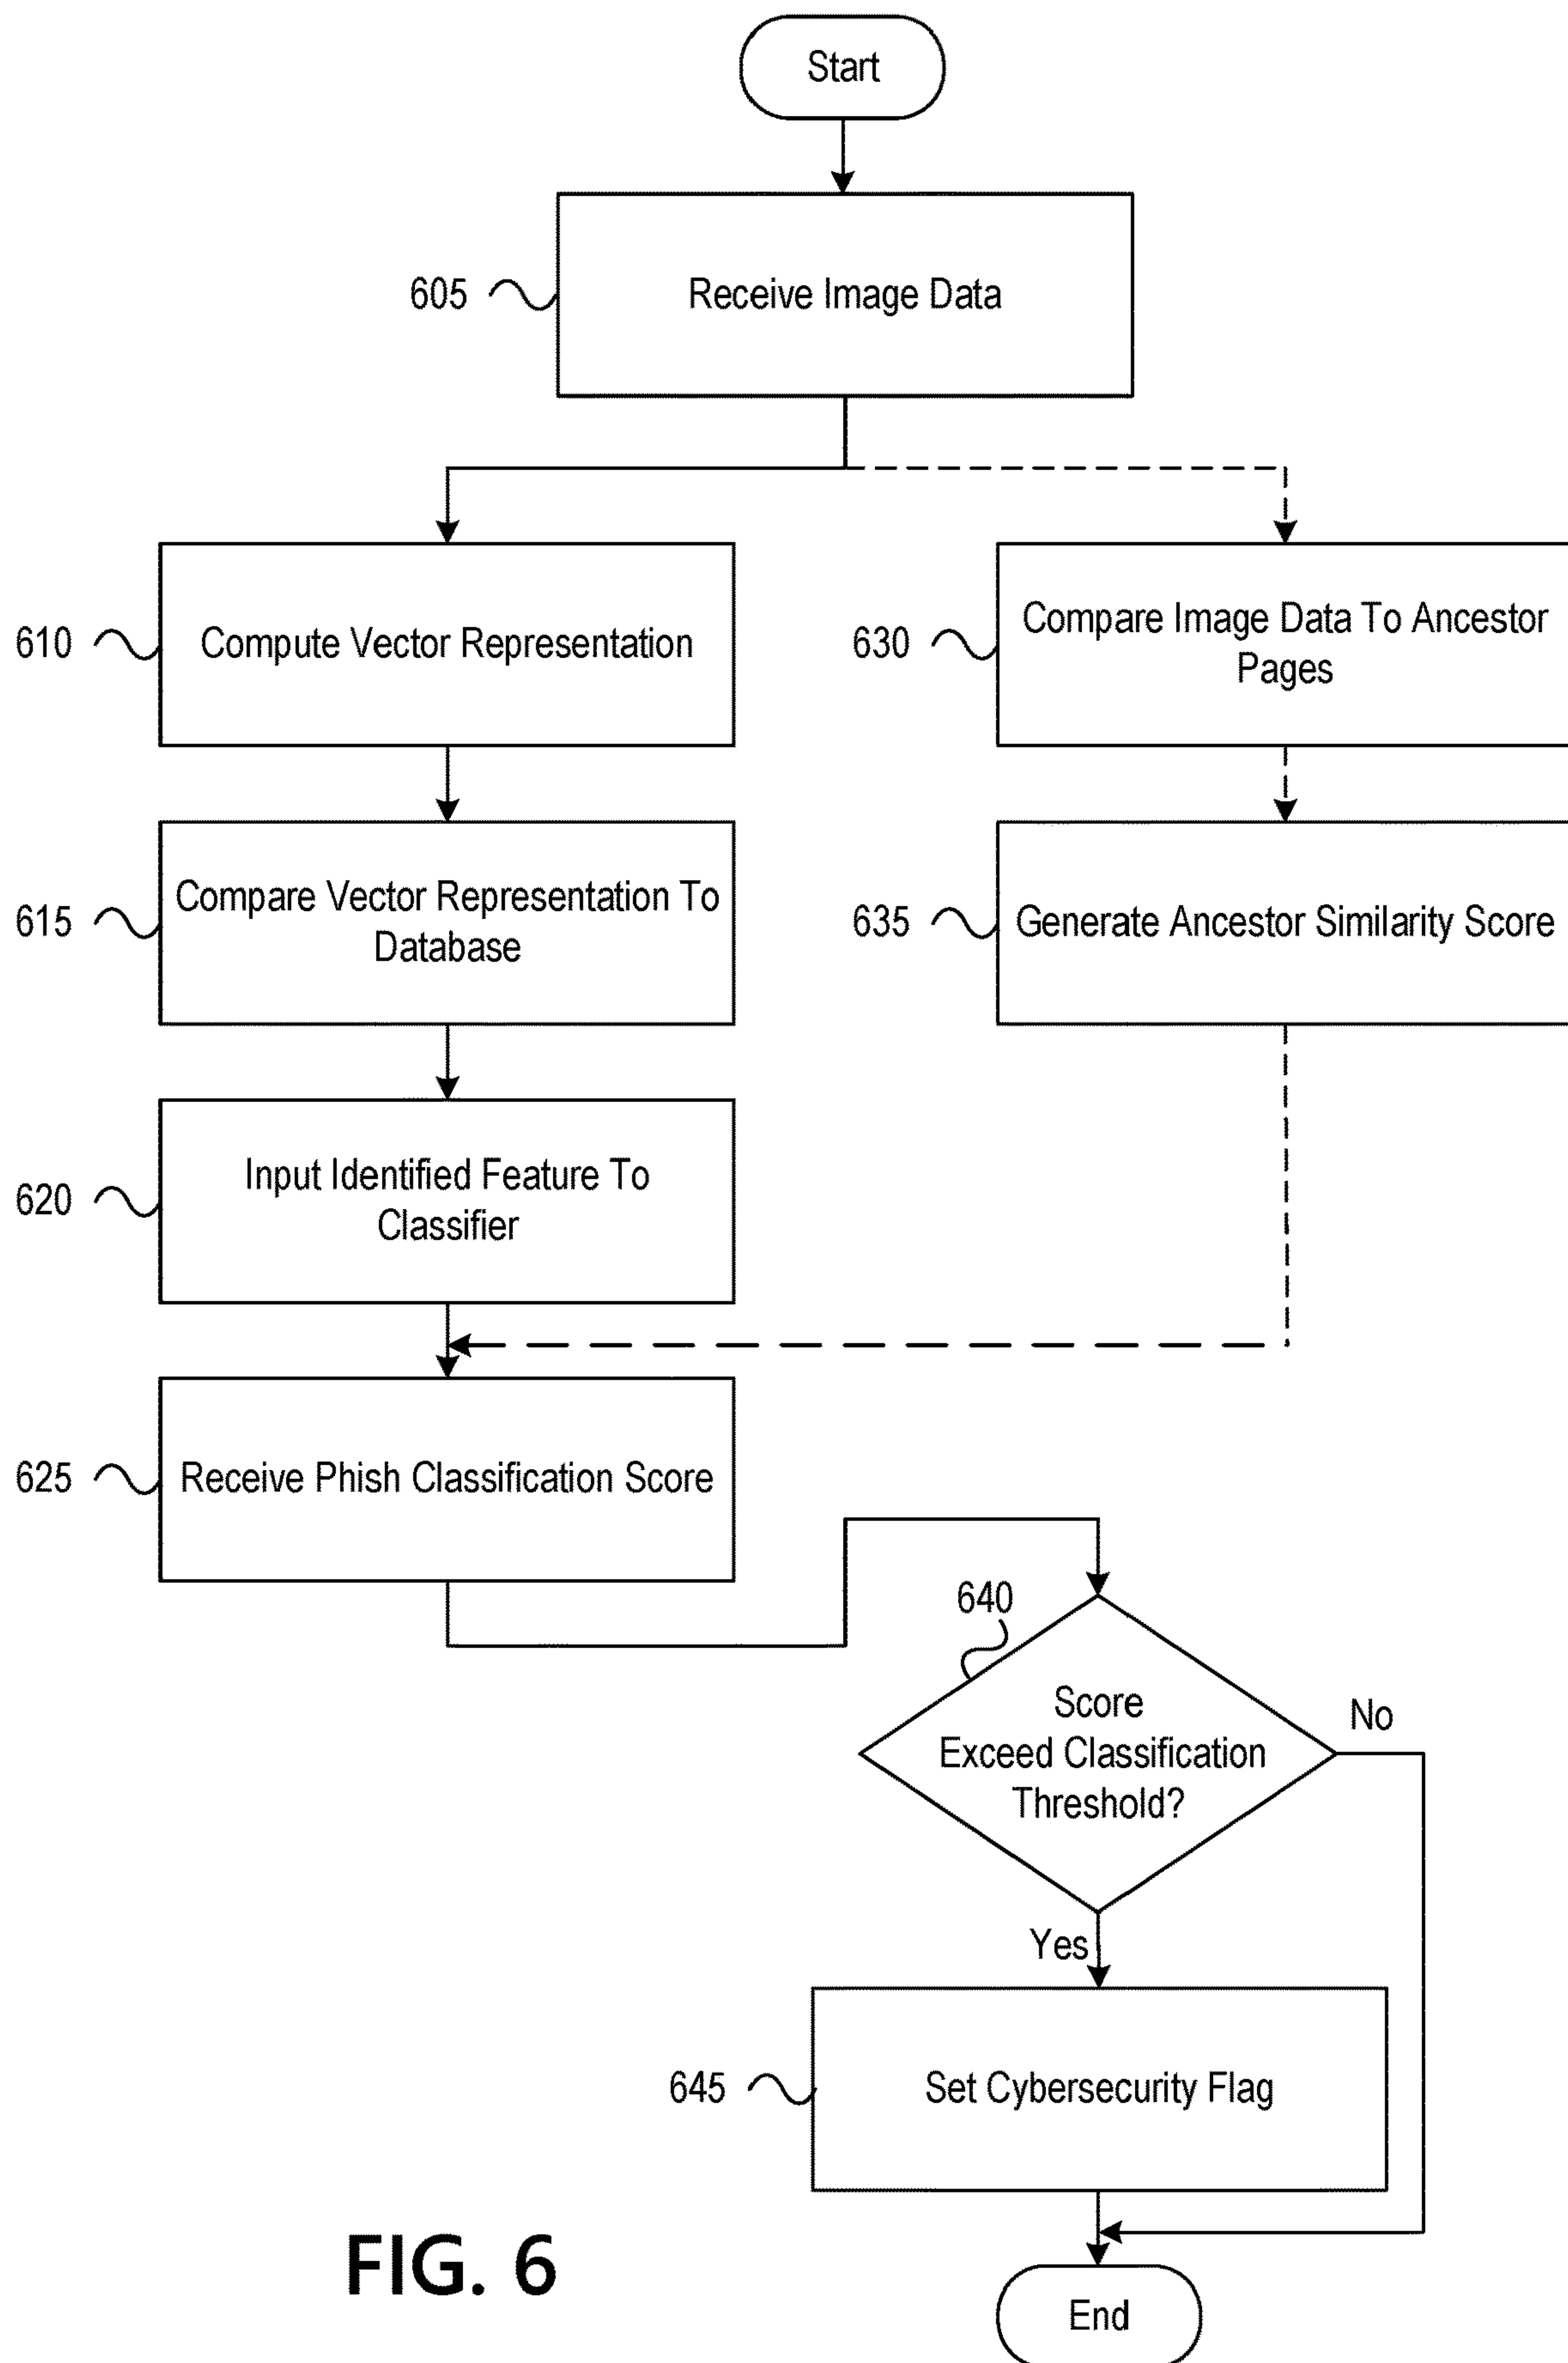 Start
605
Receive Image Data
610
Compute Vector Representation
630
Compare Image Data To Ancestor
Pages
615
Compare Vector Representation To
Database
635
Generate Ancestor Similarity Score
620
Input Identified Feature To
Classifier
625
Receive Phish Classification Score
640
Score
Exceed Classification
Threshold?
No
Yes
645
Set Cybersecurity Flag
FIG. 6
End